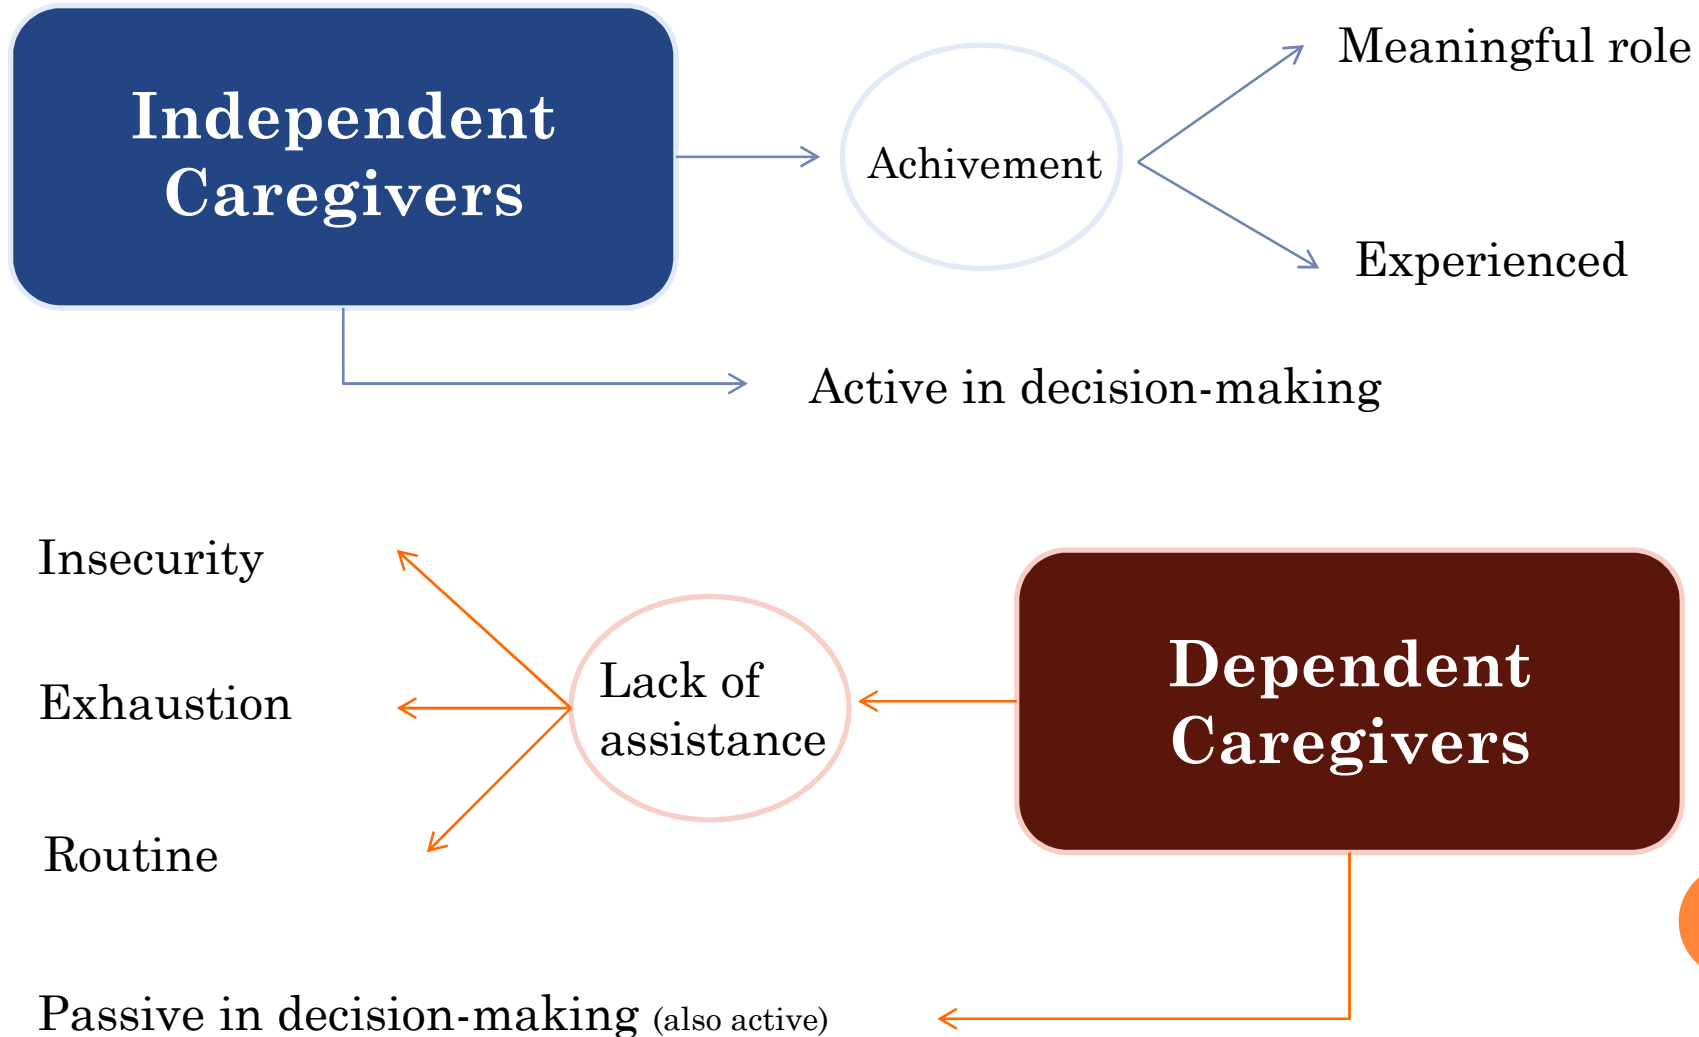 Independent
Caregivers
Achivement
Meaningful role
Experienced
Active in decision-making
Insecurity
Exhaustion
Routine
Lack of
assistance
Dependent
Caregivers
Passive in decision-making (also active)